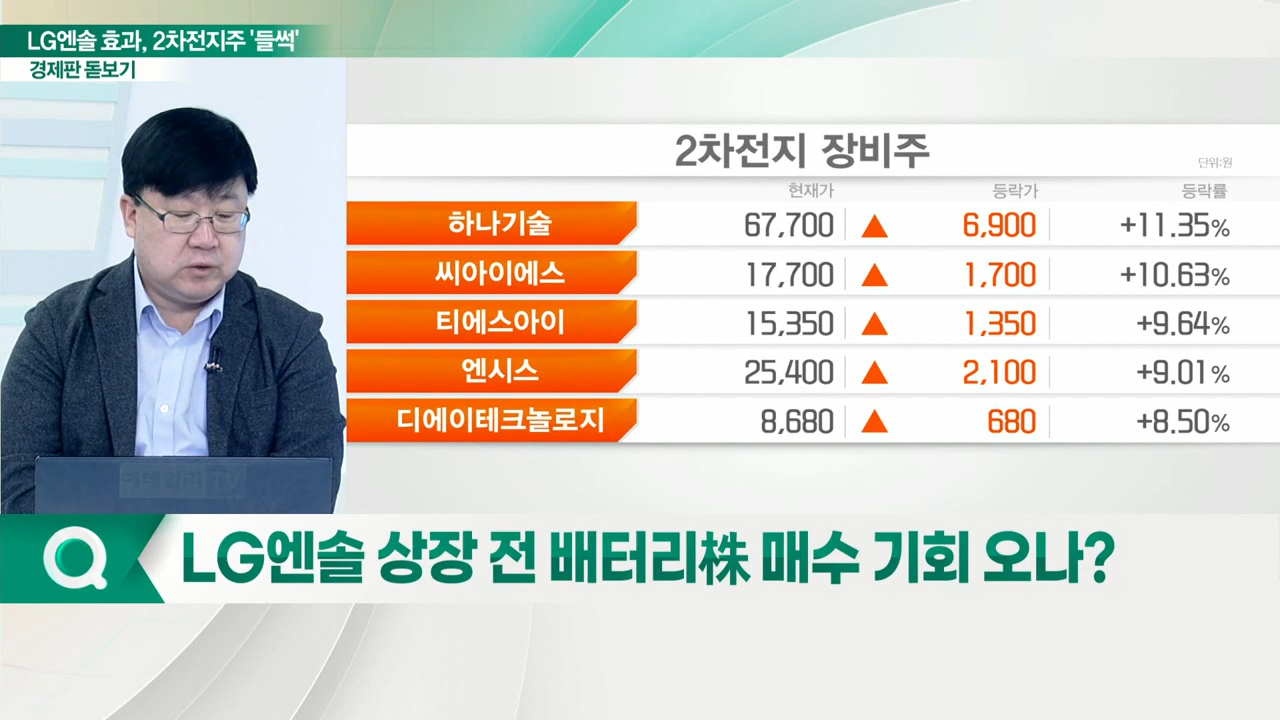 LG엔솔 효과, 2차전지주 '들썩'
경제판 돋보기
2차전지 장비주
단위:원
현재가 등락가 등락률
하나기술 67,700 ▲ 6,900 +11.35%
씨아이에스 17,700 ▲ 1,700 +10.63%
티에스아이 15,350 ▲ 1,350 +9.64%
엔시스 25,400 ▲ 2,100 +9.01%
디에이테크놀로지 8,680 ▲ 680 +8.50%
이데일리 TV
LG엔솔 상장 전 배터리株 매수 기회 오나?